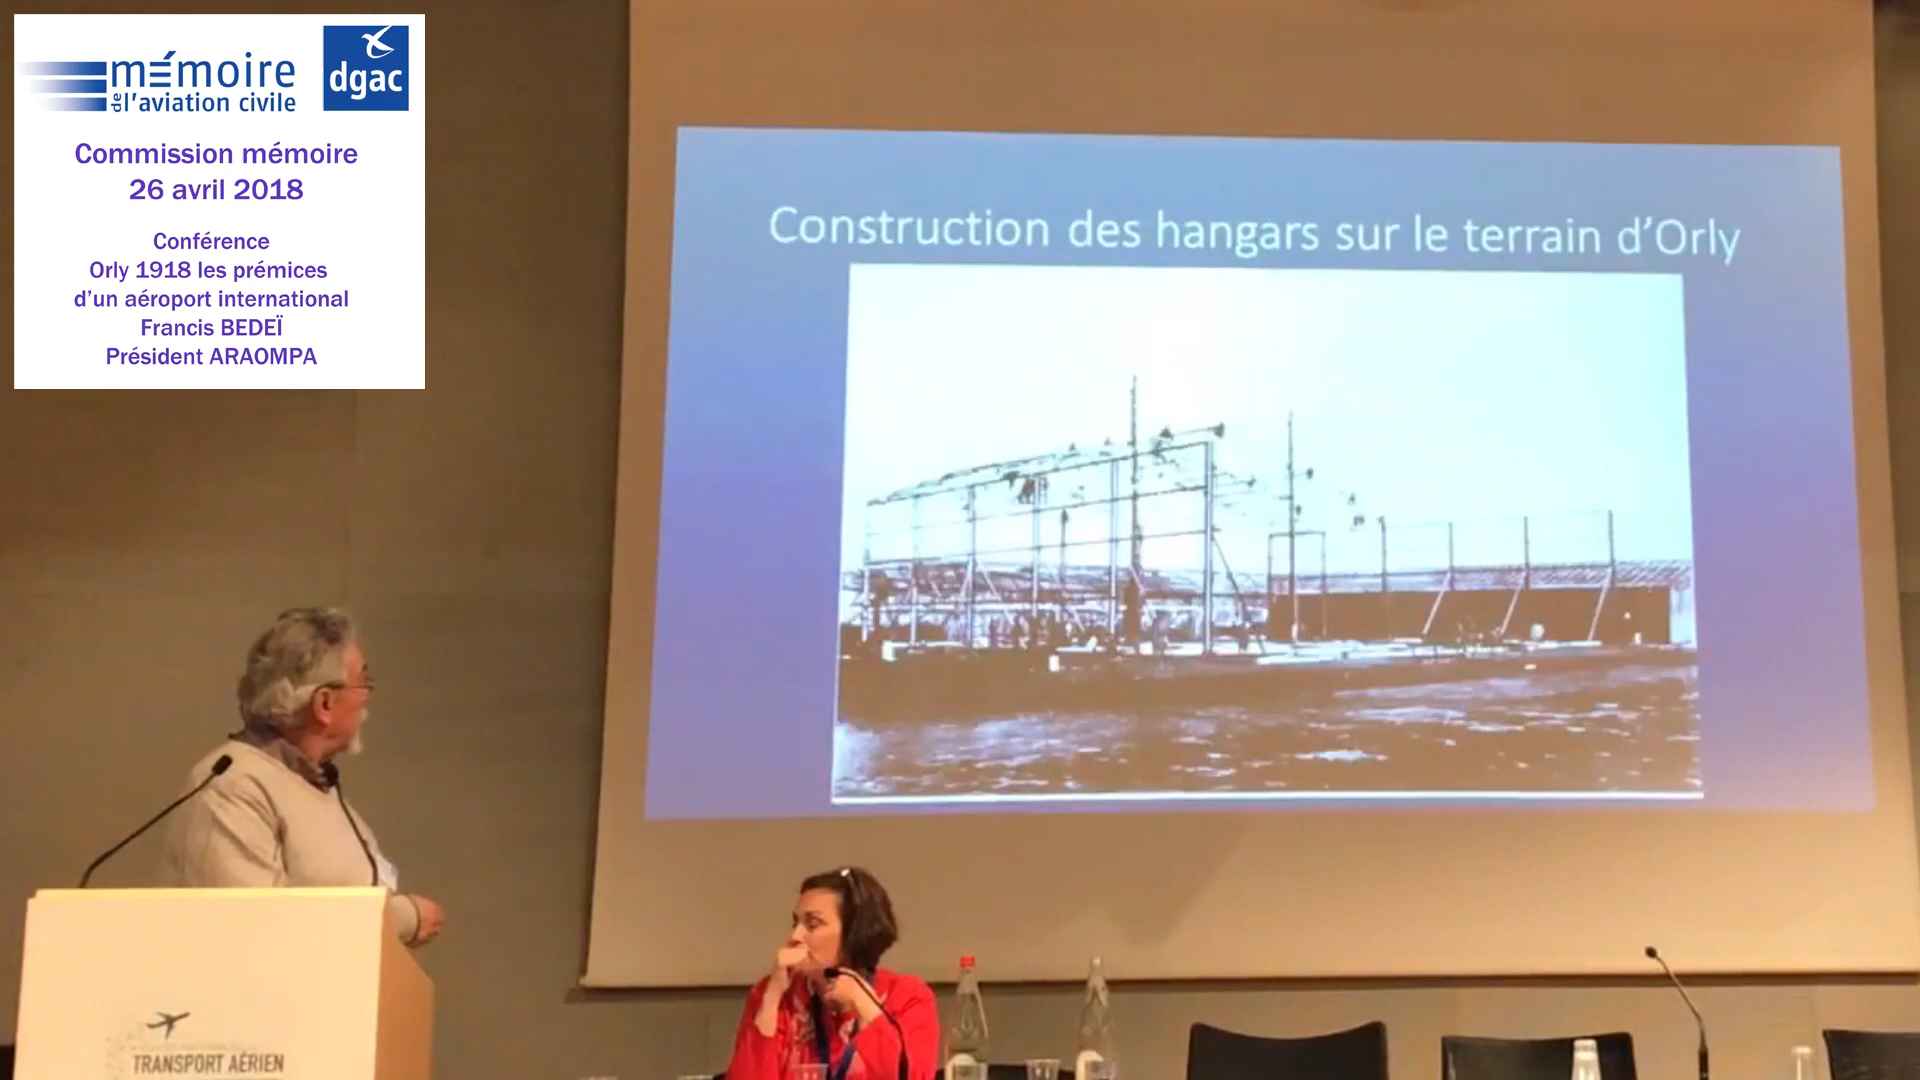 mémoire
de l'aviation civile
dgac
Commission mémoire
26 avril 2018
Conférence
Orly 1918 les prémices
d'un aéroport international
Francis BEDEÏ
Président ARAOMPA
Construction des hangars sur le terrain d'Orly
TRANSPORT AÉRIEN